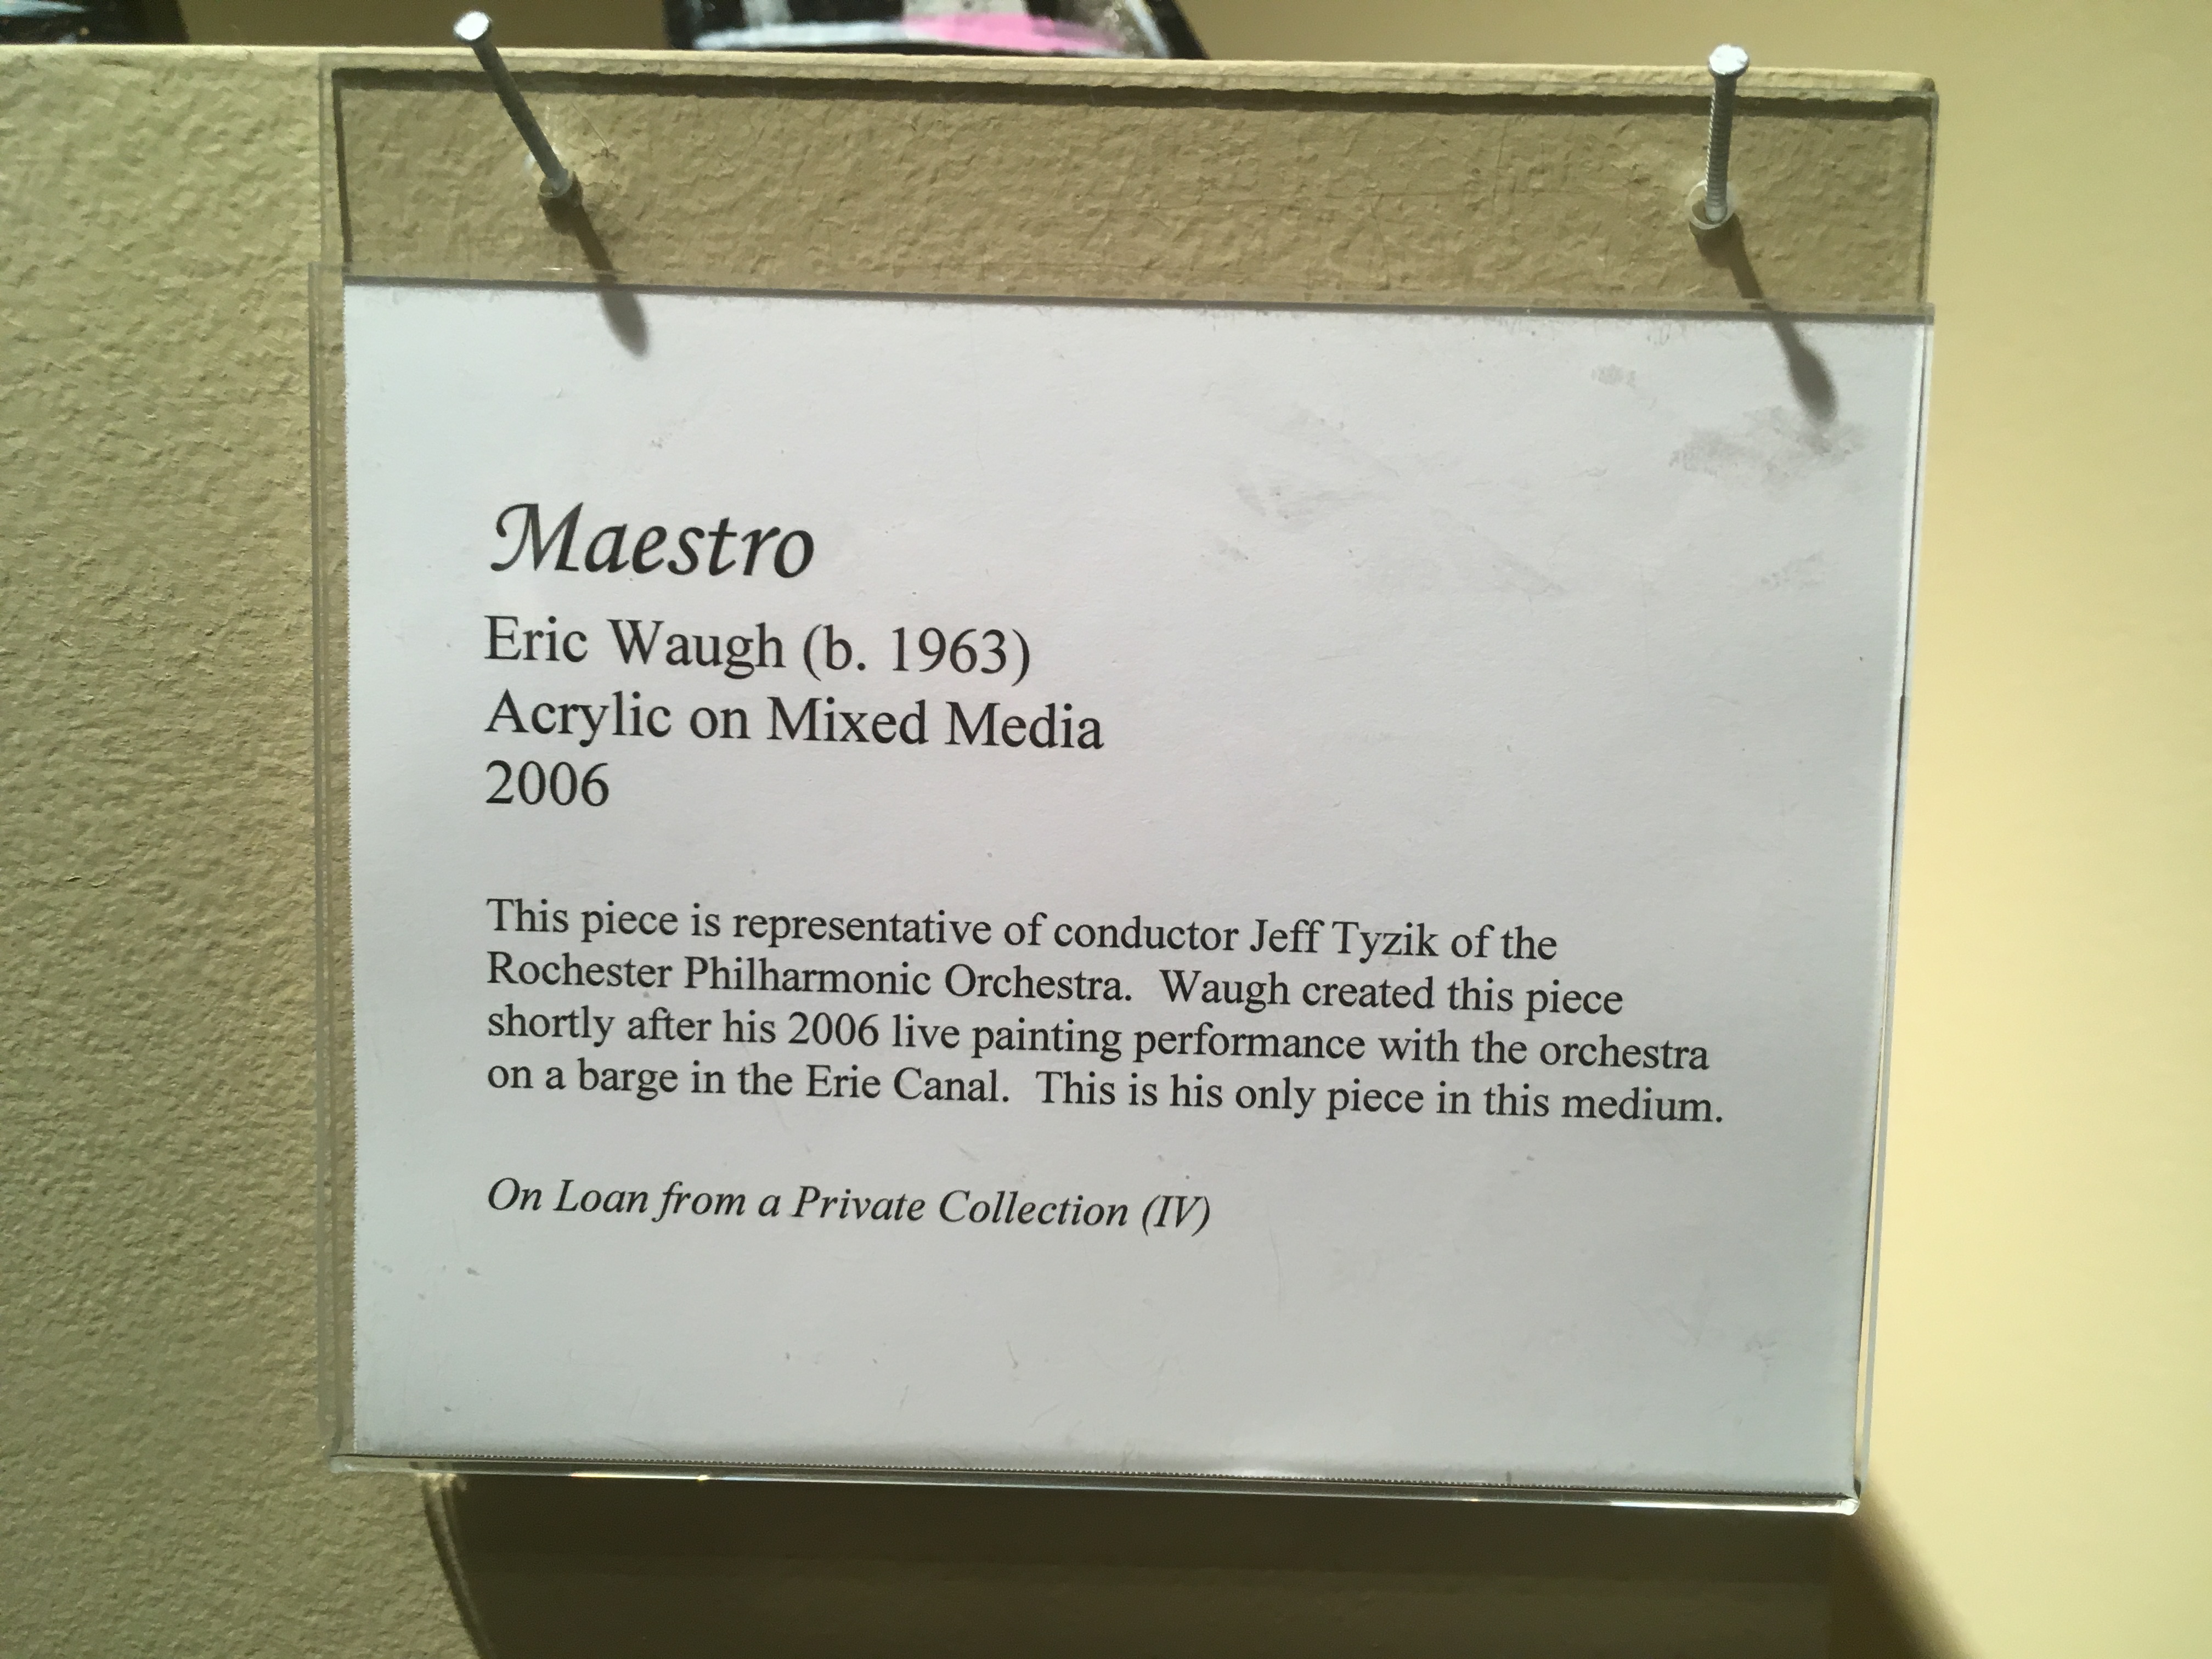 Maestro
Eric Waugh (b. 1963)
Acrylic on Mixed Media
2006
This piece is representative of conductor Jeff Tyzik of the
Rochester Philharmonic Orchestra.  Waugh created this piece
shortly after his 2006 live painting performance with the orchestra
on a barge in the Erie Canal.  This is his only piece in this medium.
On Loan from a Private Collection (IV)